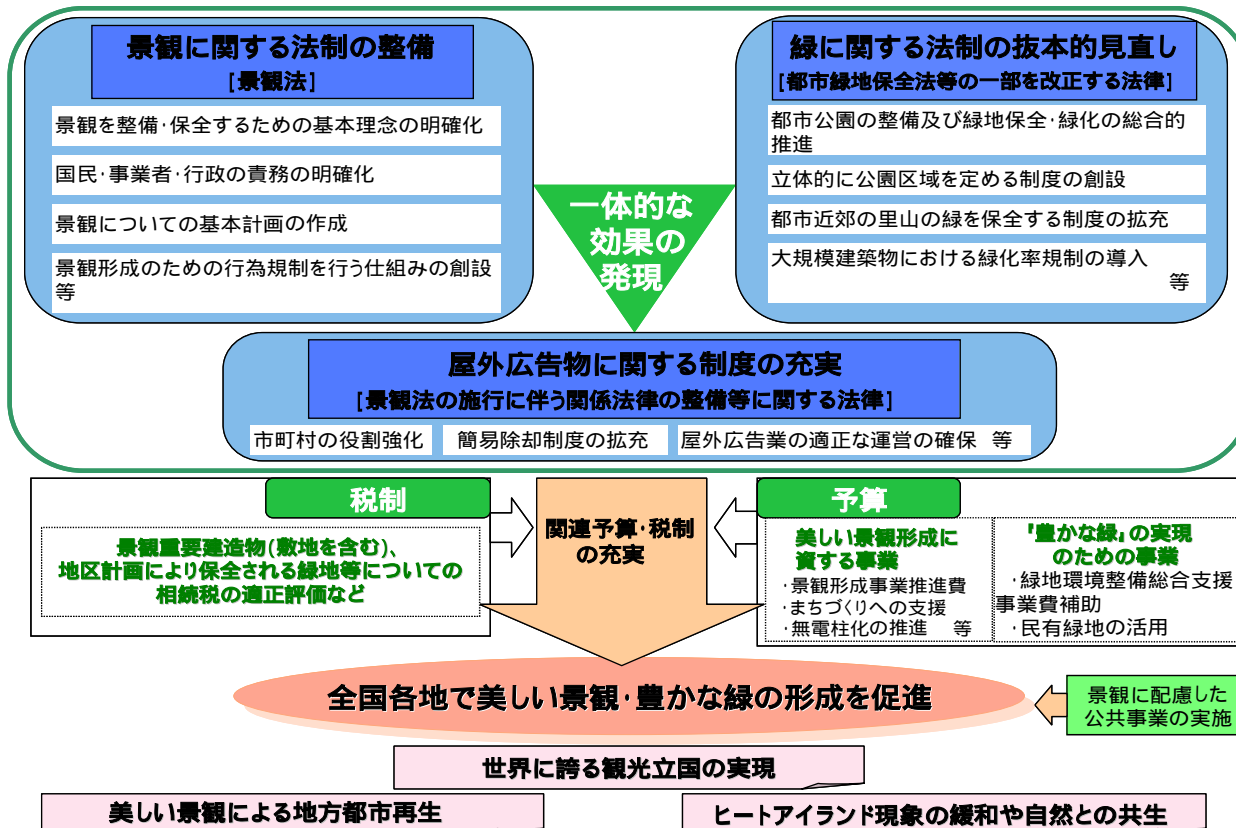 景観に関する法制の整備
[景観法]
景観を整備・保全するための基本理念の明確化
国民・事業者・行政の責務の明確化
景観についての基本計画の作成
景観形成のための行為規制を行う仕組みの創設
等
緑に関する法制の抜本的見直し
[都市緑地保全法等の一部を改正する法律]
都市公園の整備及び緑地保全・緑化の総合的
推進
立体的に公園区域を定める制度の創設
都市近郊の里山の緑を保全する制度の拡充
大規模建築物における緑化率規制の導入
等
一体的な
効果の
発現
屋外広告物に関する制度の充実
[景観法の施行に伴う関係法律の整備等に関する法律]
市町村の役割強化
簡易除却制度の拡充
屋外広告業の適正な運営の確保 等
税制
景観重要建造物(敷地を含む)、
地区計画により保全される緑地等についての
相続税の適正評価など
関連予算・税制
の充実
予算
美しい景観形成に
資する事業
・景観形成事業推進費
・まちづくりへの支援
・無電柱化の推進 等
「豊かな緑」の実現
のための事業
・緑地環境整備総合支援
事業費補助
・民有緑地の活用
全国各地で美しい景観・豊かな緑の形成を促進
景観に配慮した
公共事業の実施
世界に誇る観光立国の実現
美しい景観による地方都市再生
ヒートアイランド現象の緩和や自然との共生